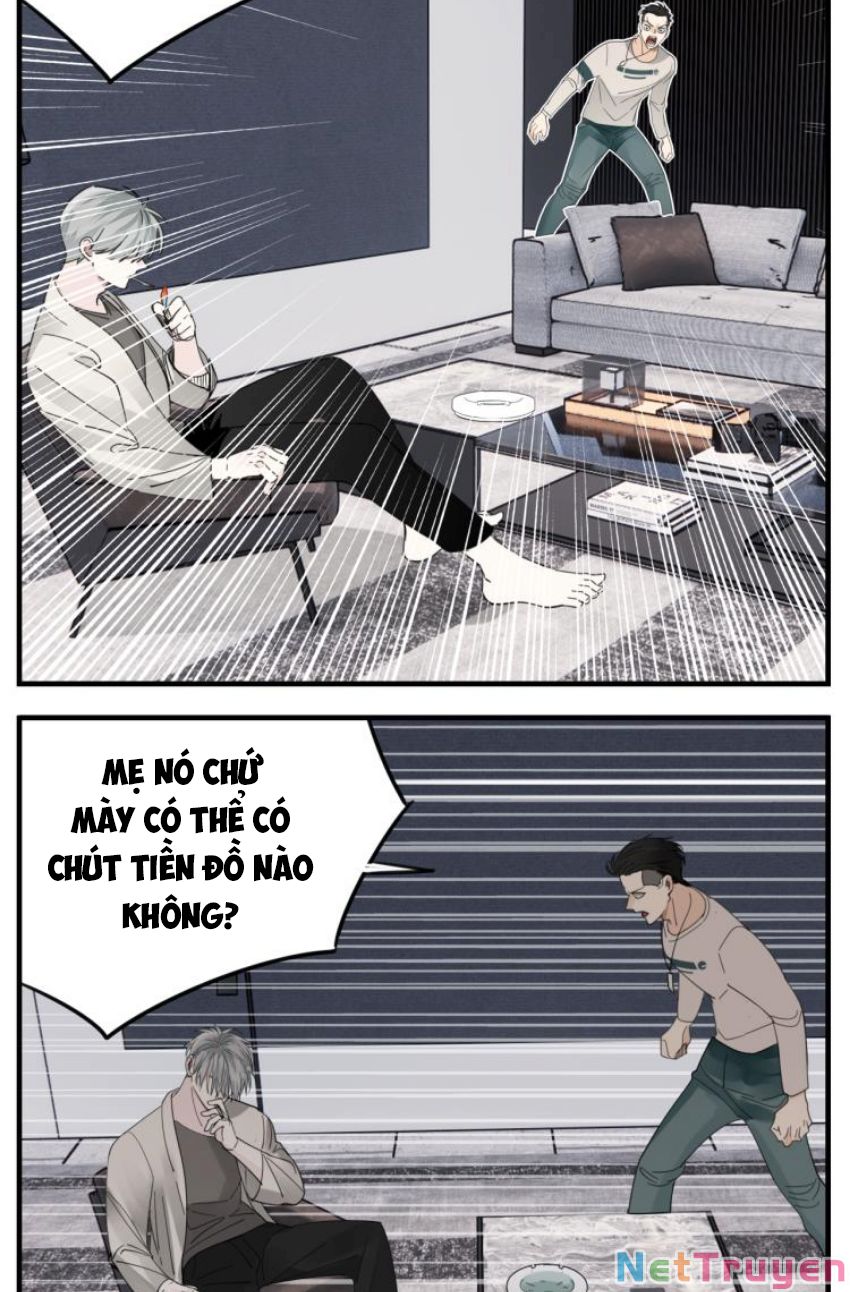 MẸ NÓ CHỨ
MÀY CÓ THỂ CÓ
CHÚT TIỀN ĐỒ NÀO
KHÔNG?
NetTruyen